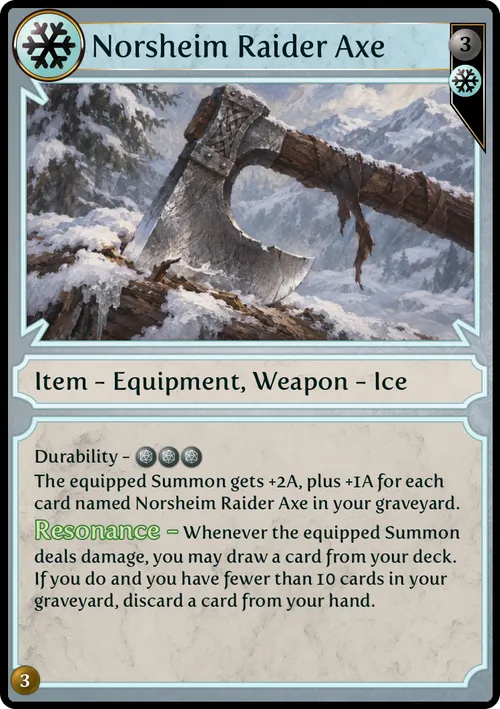 Norsheim Raider Axe
3
Item – Equipment, Weapon – Ice
Durability –
The equipped Summon gets +2A, plus +1A for each
card named Norsheim Raider Axe in your graveyard.
Resonance – Whenever the equipped Summon
deals damage, you may draw a card from your deck.
If you do and you have fewer than 10 cards in your
graveyard, discard a card from your hand.
3